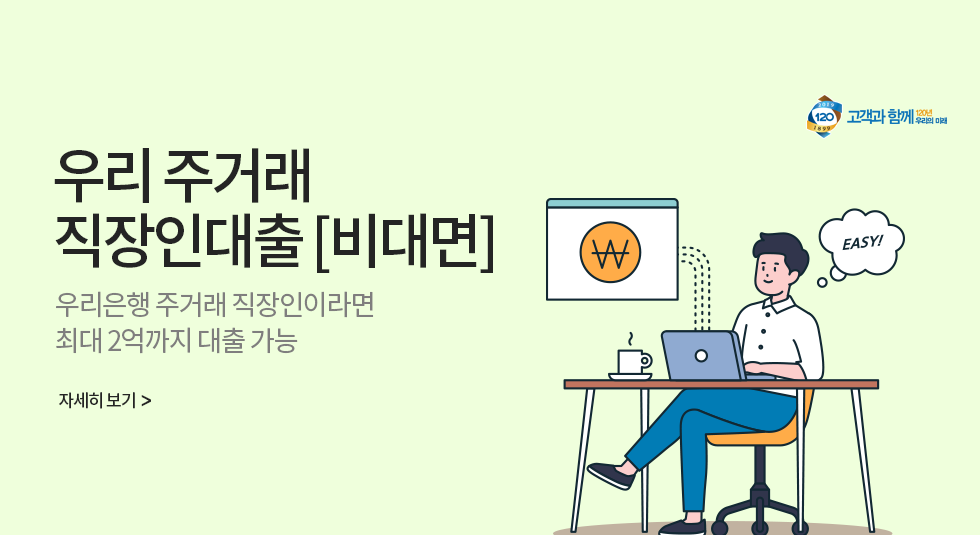 우리 주거래
직장인대출 [비대면]
우리은행 주거래 직장인이라면
최대 2억까지 대출 가능
자세히 보기 >
1899
120
1899
고객과 함께 120년
우리의 미래
₩
EASY!